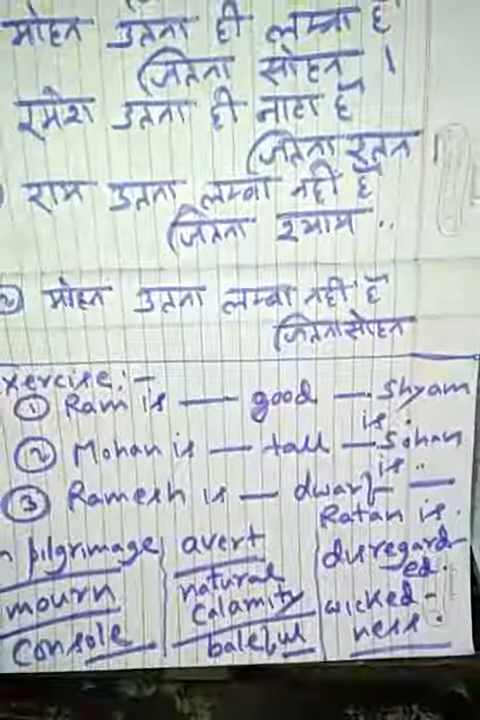 मोहन उतना ही लम्बा है
जितना सोहन ।
रमेश उतना ही नाटा है
जितना रतन ।
राम उतना लम्बा नहीं है
जितना श्याम ..
② मोहन उतना लम्बा नहीं है
जितना सोहन
xercise:-
① Ram is — good — Shyam
is.
② Mohan is — tall — Sohan
is..
③ Ramesh is — dwarf —
Ratan is.
n pilgrimage
mourn
console
avert
natural
calamity
baleful
disregard-
ed.
wicked-
ness.